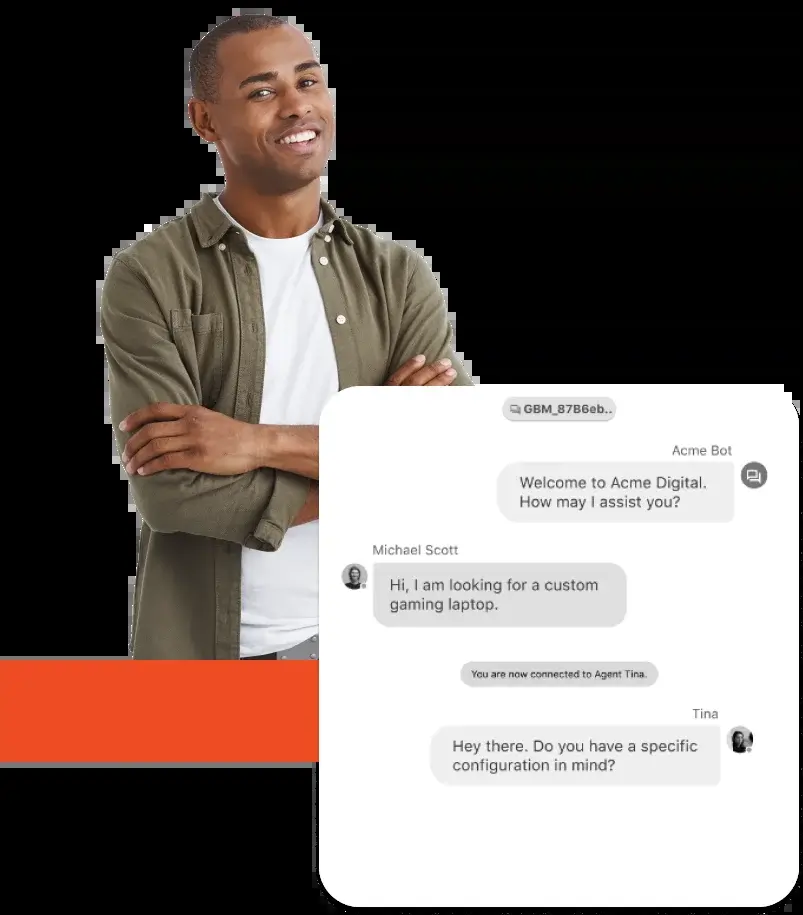 GBM_87B6eb..
Acme Bot
Welcome to Acme Digital.
How may I assist you?
Michael Scott
Hi, I am looking for a custom
gaming laptop.
You are now connected to Agent Tina.
Tina
Hey there. Do you have a specific
configuration in mind?